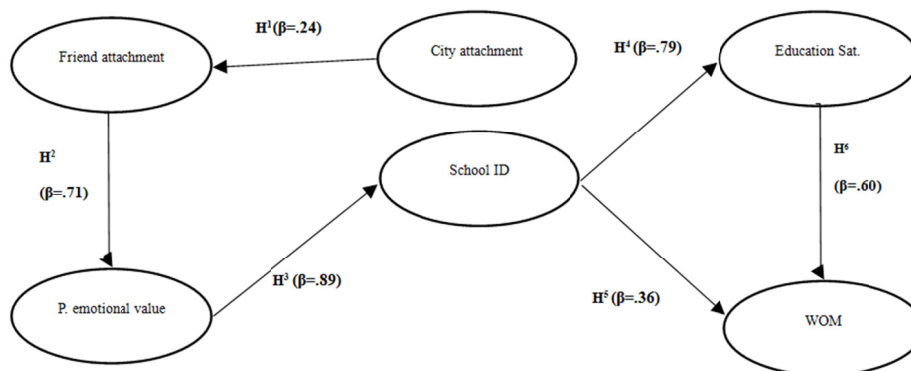 H¹(β=.24)
Friend attachment
City attachment
H⁴(β=.79)
Education Sat.
H²
(β=.71)
School ID
H⁶
(β=.60)
H³ (β=.89)
P. emotional value
H⁵(β=.36)
WOM